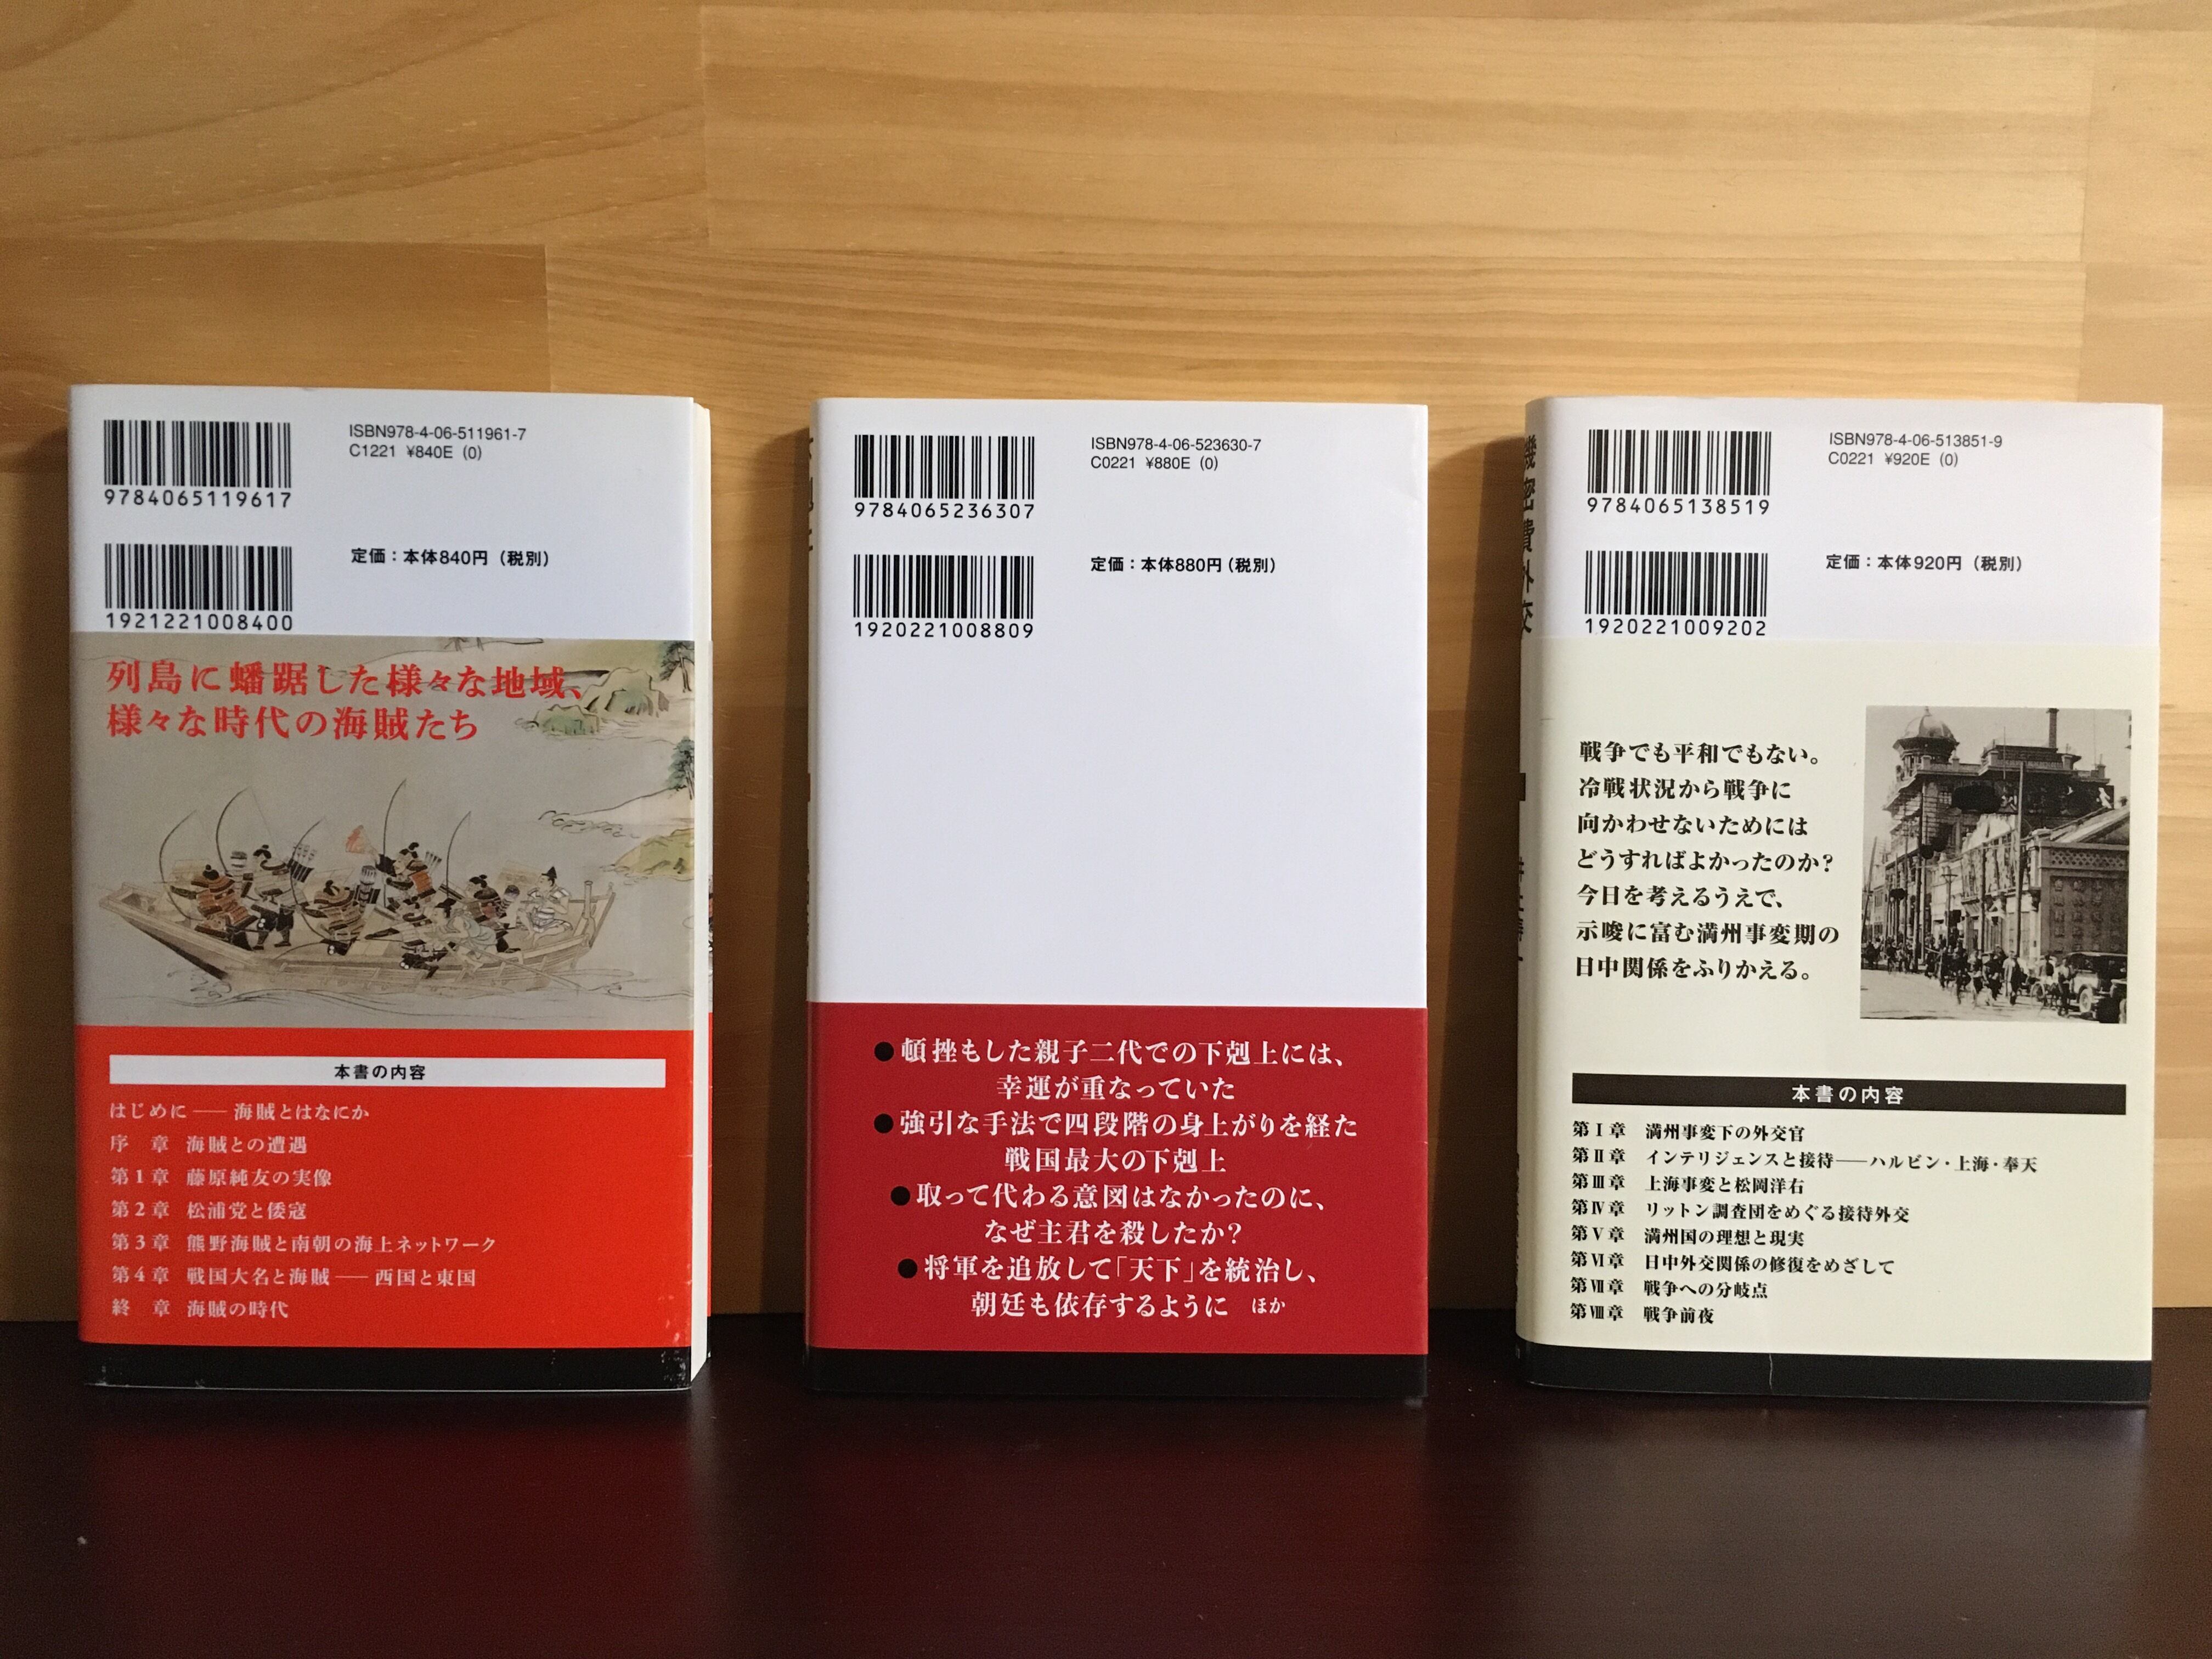 ISBN978-4-06-511961-7
C1221 ¥840E (0)
9784065119617
定価：本体840円（税別）
1921221008400
列島に蟠踞した様々な地域、
様々な時代の海賊たち
本書の内容
はじめに――海賊とはなにか
序　章 海賊との遭遇
第1章 藤原純友の実像
第2章 松浦党と倭寇
第3章 熊野海賊と南朝の海上ネットワーク
第4章 戦国大名と海賊――西国と東国
終　章 海賊の時代
ISBN978-4-06-523630-7
C0221 ¥880E (0)
9784065236307
定価：本体880円（税別）
1920221008809
●頓挫もした親子二代での下剋上には、
幸運が重なっていた
●強引な手法で四段階の身上がりを経た
戦国最大の下剋上
●取って代わる意図はなかったのに、
なぜ主君を殺したか？
●将軍を追放して「天下」を統治し、
朝廷も依存するように ほか
機密費外交
ISBN978-4-06-513851-9
C0221 ¥920E (0)
9784065138519
定価：本体920円（税別）
1920221009202
戦争でも平和でもない。
冷戦状況から戦争に
向かわせないためには
どうすればよかったのか？
今日を考えるうえで、
示唆に富む満州事変期の
日中関係をふりかえる。
本書の内容
第Ⅰ章 満州事変下の外交官
第Ⅱ章 インテリジェンスと接待――ハルビン・上海・奉天
第Ⅲ章 上海事変と松岡洋右
第Ⅳ章 リットン調査団をめぐる接待外交
第Ⅴ章 満州国の理想と現実
第Ⅵ章 日中外交関係の修復をめざして
第Ⅶ章 戦争への分岐点
第Ⅷ章 戦争前夜